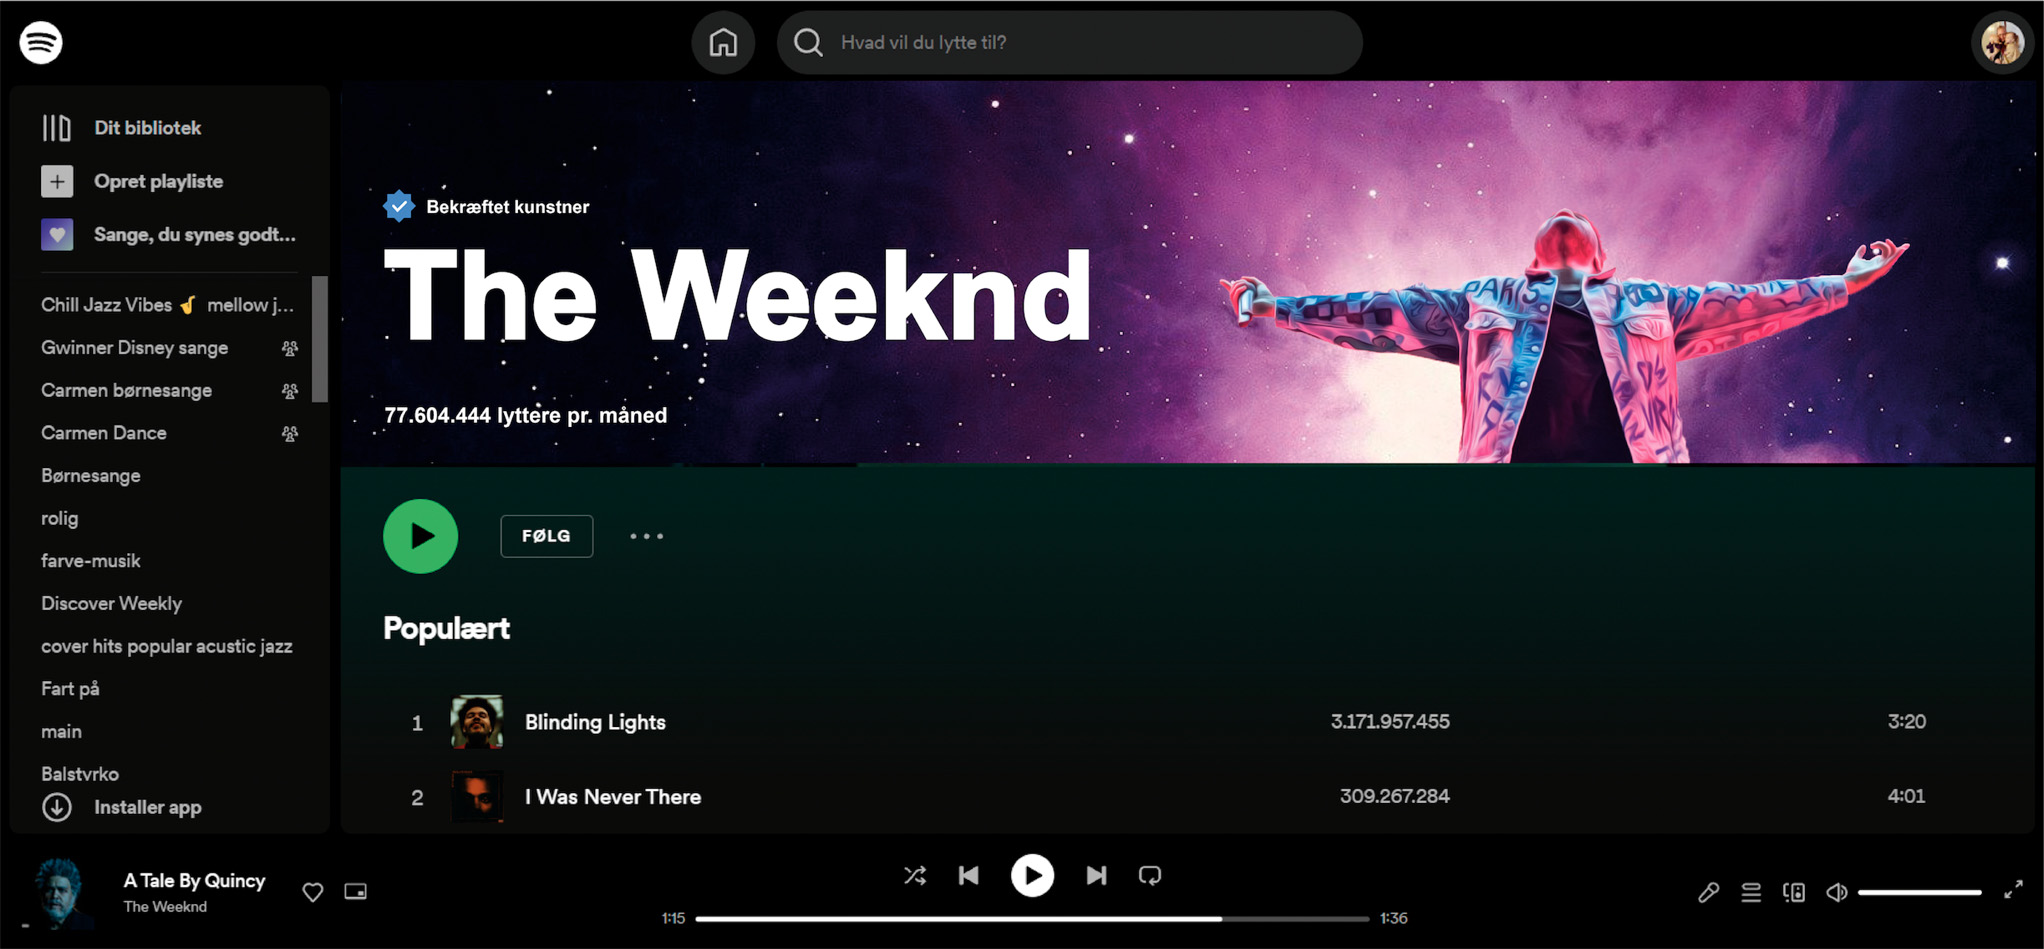 Hvad vil du lytte til?
Dit bibliotek
Opret playliste
Sange, du synes godt...
Chill Jazz Vibes 🎷 mellow j...
Gwinner Disney sange
Carmen børnesange
Carmen Dance
Børnesange
rolig
farve-musik
Discover Weekly
cover hits popular acustic jazz
Fart på
main
Balstyrko
Installer app
Bekræftet kunstner
The Weeknd
77.604.444 lyttere pr. måned
FØLG
Populært
1 Blinding Lights 3.171.957.455 3:20
2 I Was Never There 309.267.284 4:01
A Tale By Quincy
The Weeknd
1:15 1:36